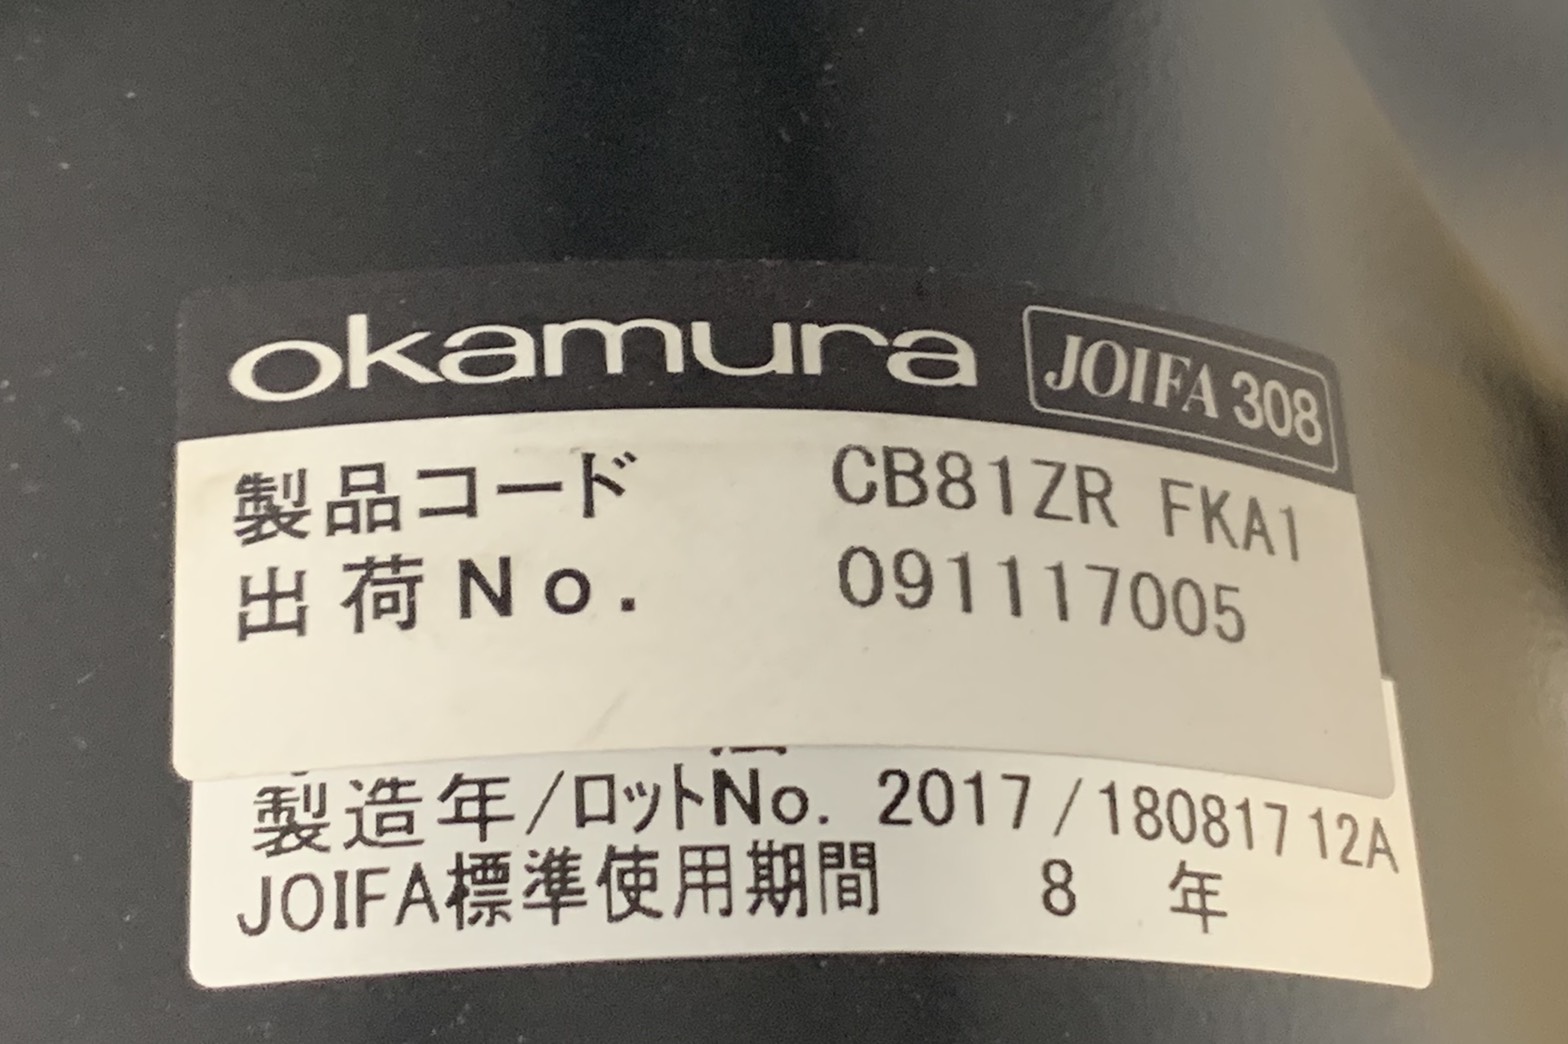 okamura JOIFA 308
製品コード CB81ZR FKA1
出荷No. 091117005
製造年/ロットNo. 2017/18081712A
JOIFA標準使用期間 8 年